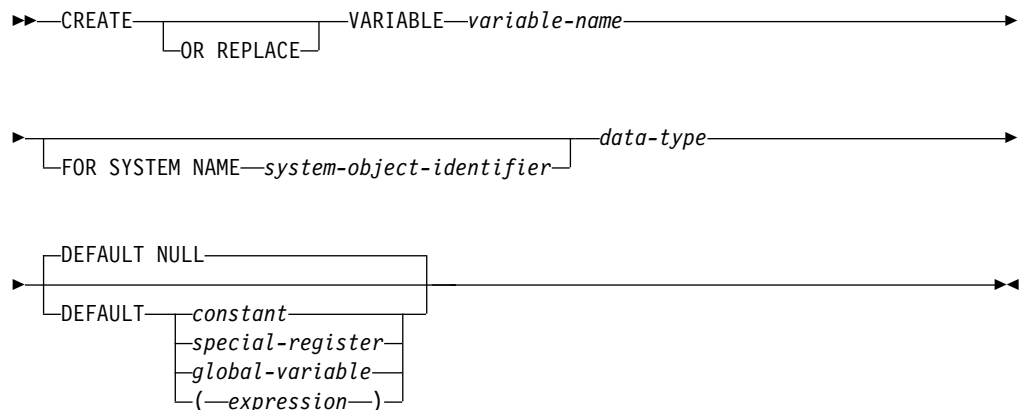 CREATE VARIABLE variable-name
OR REPLACE
data-type
FOR SYSTEM NAME system-object-identifier
DEFAULT NULL
DEFAULT constant
special-register
global-variable
( expression )